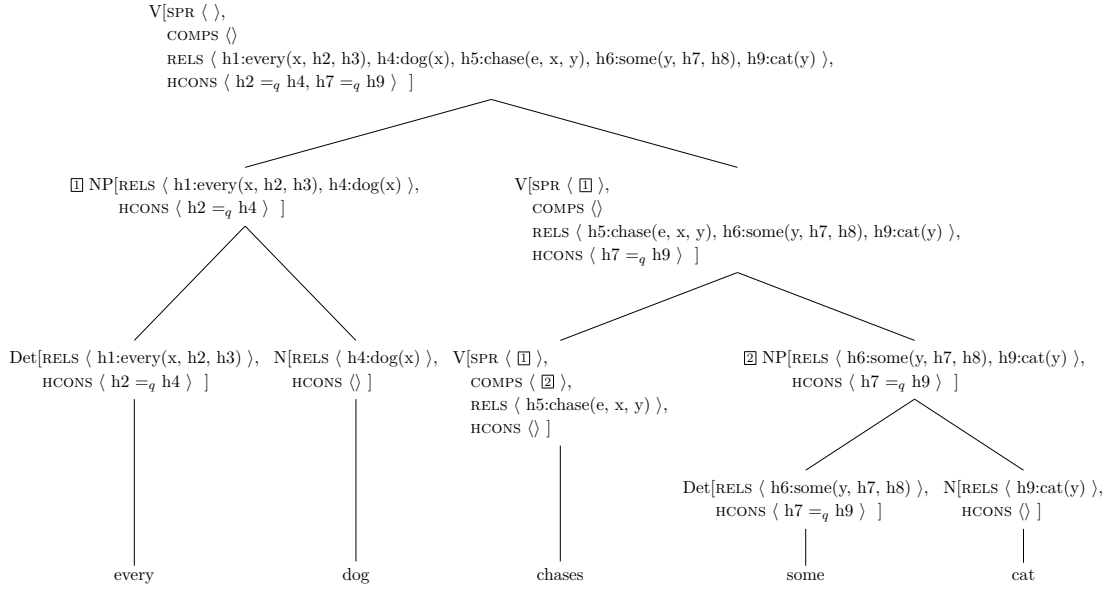 V[SPR ⟨ ⟩,
COMPS ⟨⟩
RELS ⟨ h1:every(x, h2, h3), h4:dog(x), h5:chase(e, x, y), h6:some(y, h7, h8), h9:cat(y) ⟩,
HCONS ⟨ h2 =q h4, h7 =q h9 ⟩ ]
1 NP[RELS ⟨ h1:every(x, h2, h3), h4:dog(x) ⟩,
HCONS ⟨ h2 =q h4 ⟩ ]
V[SPR ⟨ 1 ⟩,
COMPS ⟨⟩
RELS ⟨ h5:chase(e, x, y), h6:some(y, h7, h8), h9:cat(y) ⟩,
HCONS ⟨ h7 =q h9 ⟩ ]
Det[RELS ⟨ h1:every(x, h2, h3) ⟩,
HCONS ⟨ h2 =q h4 ⟩ ]
N[RELS ⟨ h4:dog(x) ⟩,
HCONS ⟨⟩ ]
V[SPR ⟨ 1 ⟩,
COMPS ⟨ 2 ⟩,
RELS ⟨ h5:chase(e, x, y) ⟩,
HCONS ⟨⟩ ]
2 NP[RELS ⟨ h6:some(y, h7, h8), h9:cat(y) ⟩,
HCONS ⟨ h7 =q h9 ⟩ ]
Det[RELS ⟨ h6:some(y, h7, h8) ⟩,
HCONS ⟨ h7 =q h9 ⟩ ]
N[RELS ⟨ h9:cat(y) ⟩,
HCONS ⟨⟩ ]
every
dog
chases
some
cat